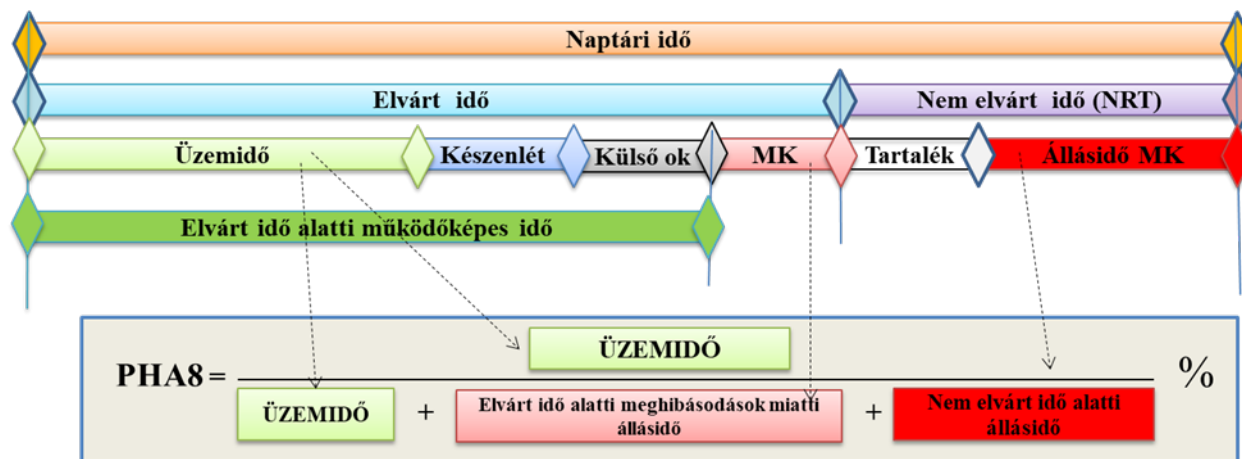 Naptári idő
Elvárt idő
Nem elvárt idő (NRT)
Üzemidő
Készenlét
Külső ok
MK
Tartalék
Állásidő MK
Elvárt idő alatti működőképes idő
PHA8 =
ÜZEMIDŐ
%
ÜZEMIDŐ
+
Elvárt idő alatti meghibásodások miatti
állásidő
+
Nem elvárt idő alatti
állásidő